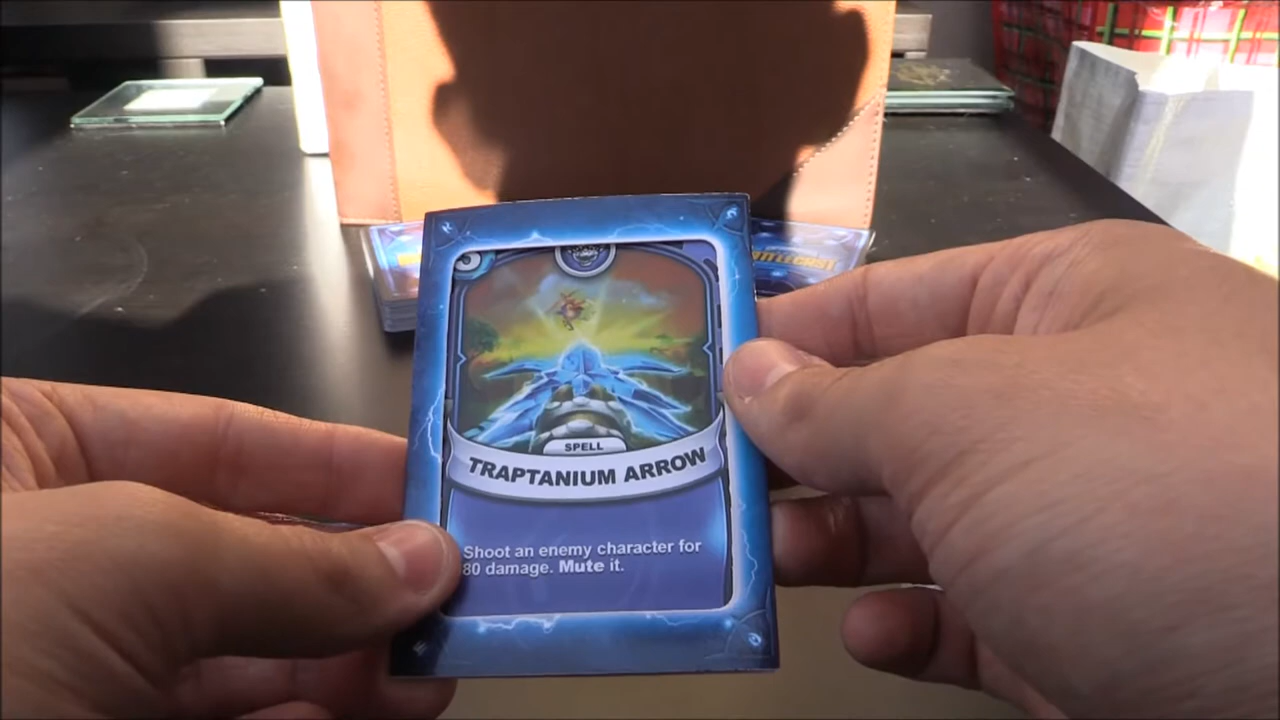 SPELL
TRAPTANIUM ARROW
Shoot an enemy character for
80 damage. Mute it.